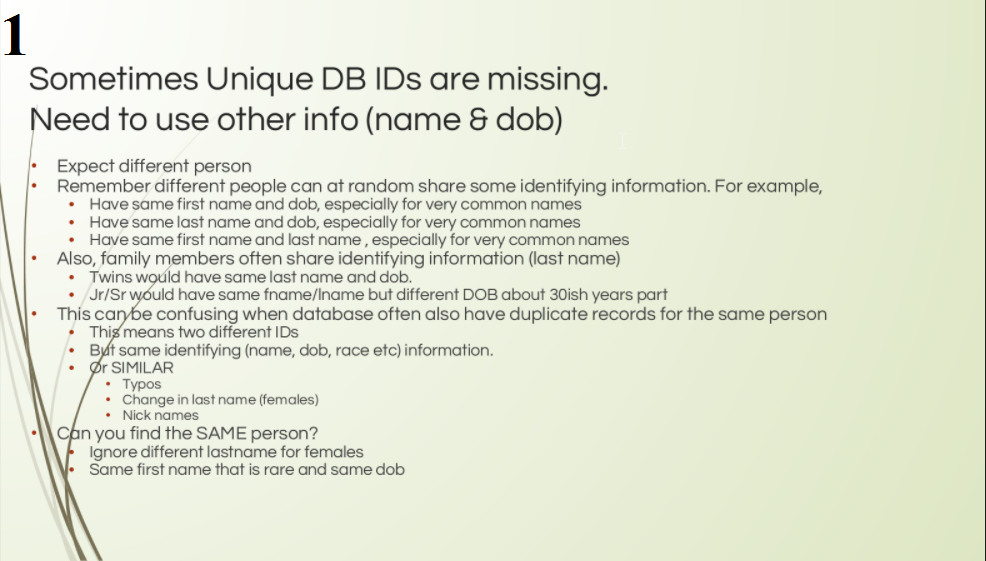 1
Sometimes Unique DB IDs are missing.
Need to use other info (name & dob)
• Expect different person
• Remember different people can at random share some identifying information. For example,
• Have same first name and dob, especially for very common names
• Have same last name and dob, especially for very common names
• Have same first name and last name , especially for very common names
• Also, family members often share identifying information (last name)
• Twins would have same last name and dob.
• Jr/Sr would have same fname/lname but different DOB about 30ish years part
• This can be confusing when database often also have duplicate records for the same person
• This means two different IDs
• But same identifying (name, dob, race etc) information.
• Or SIMILAR
• Typos
• Change in last name (females)
• Nick names
• Can you find the SAME person?
• Ignore different lastname for females
• Same first name that is rare and same dob